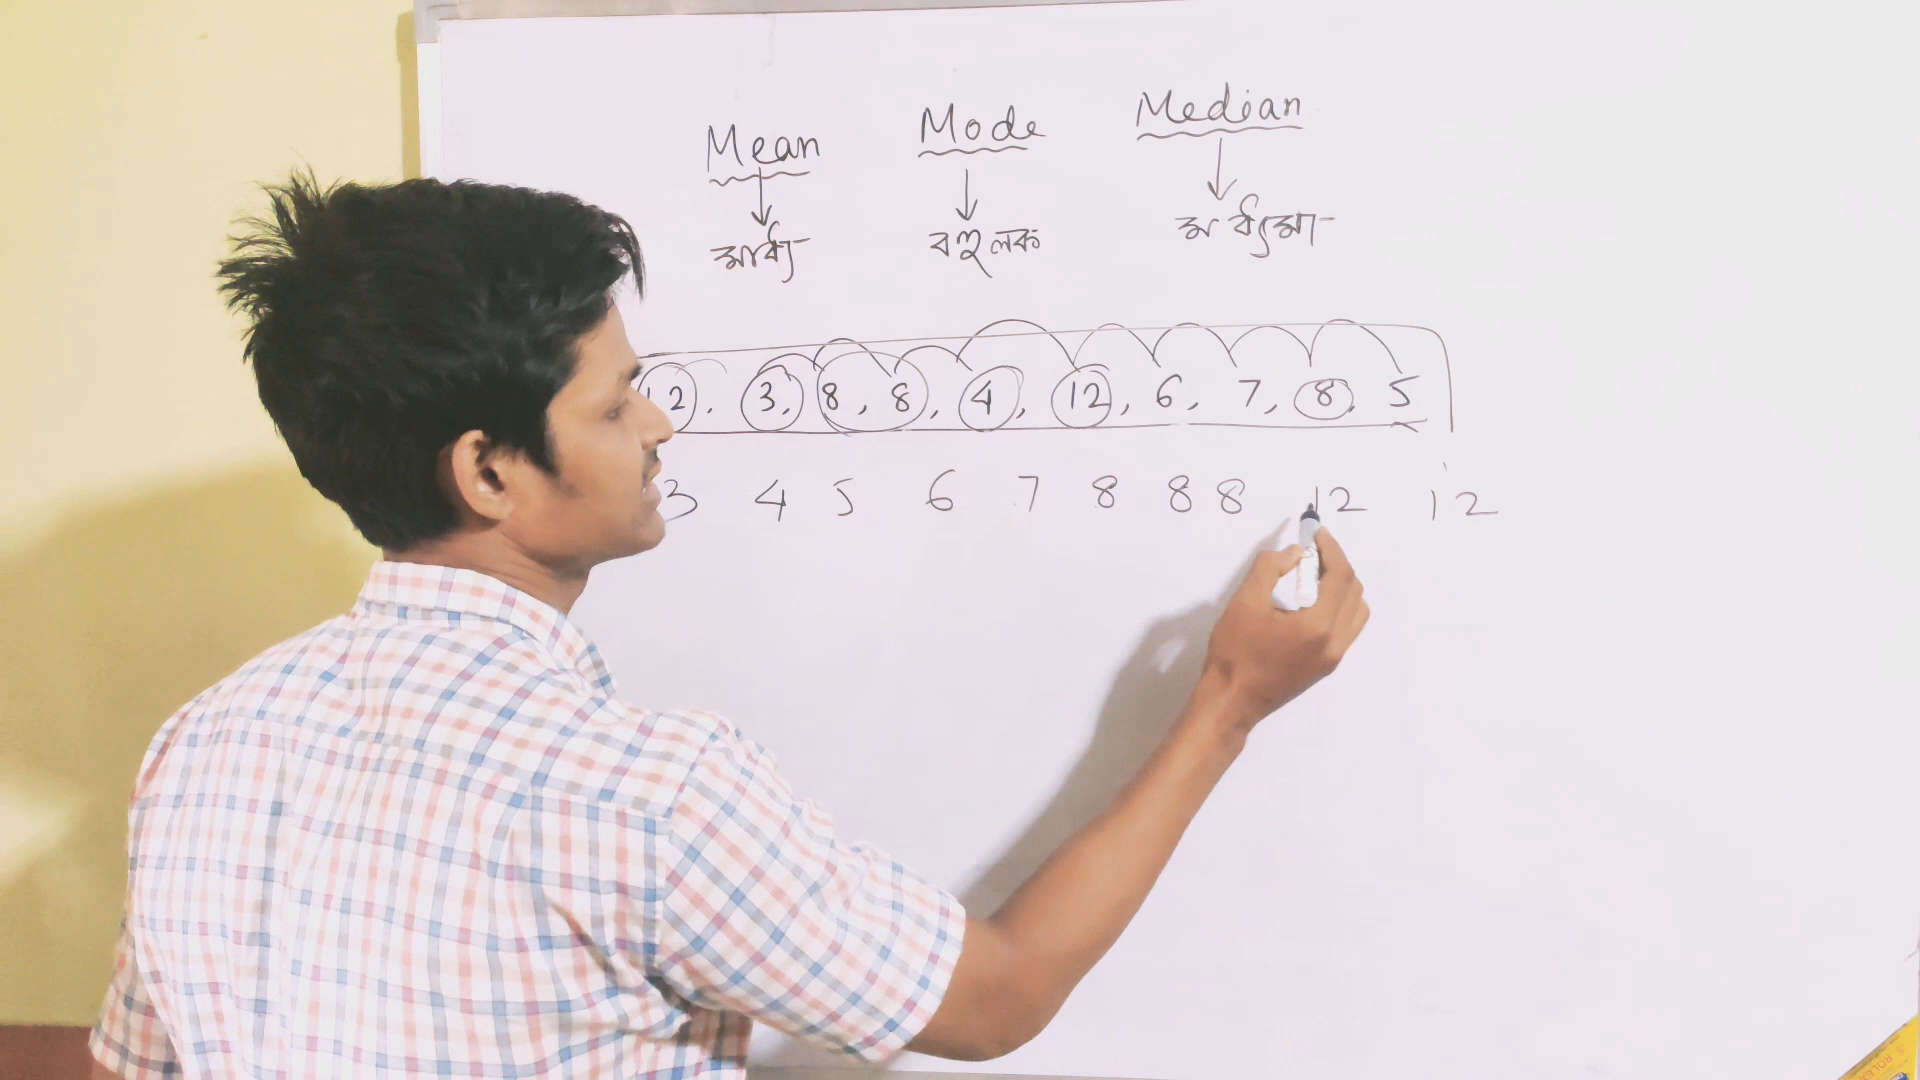 Mean Mode Median
মাধ্য বহুলক মধ্যমা
12, 3, 8, 8, 4, 12, 6, 7, 8, 5
3 4 5 6 7 8 8 8 12 12